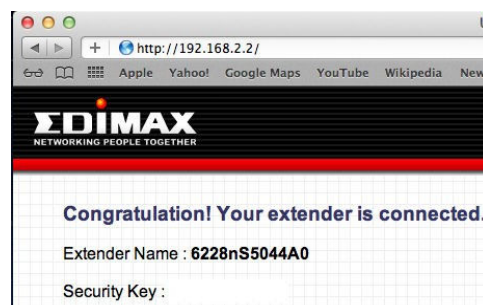 http://192.168.2.2/
Apple Yahoo! Google Maps YouTube Wikipedia New
EDIMAX
NETWORKING PEOPLE TOGETHER
Congratulation! Your extender is connected.
Extender Name : 6228nS5044A0
Security Key :